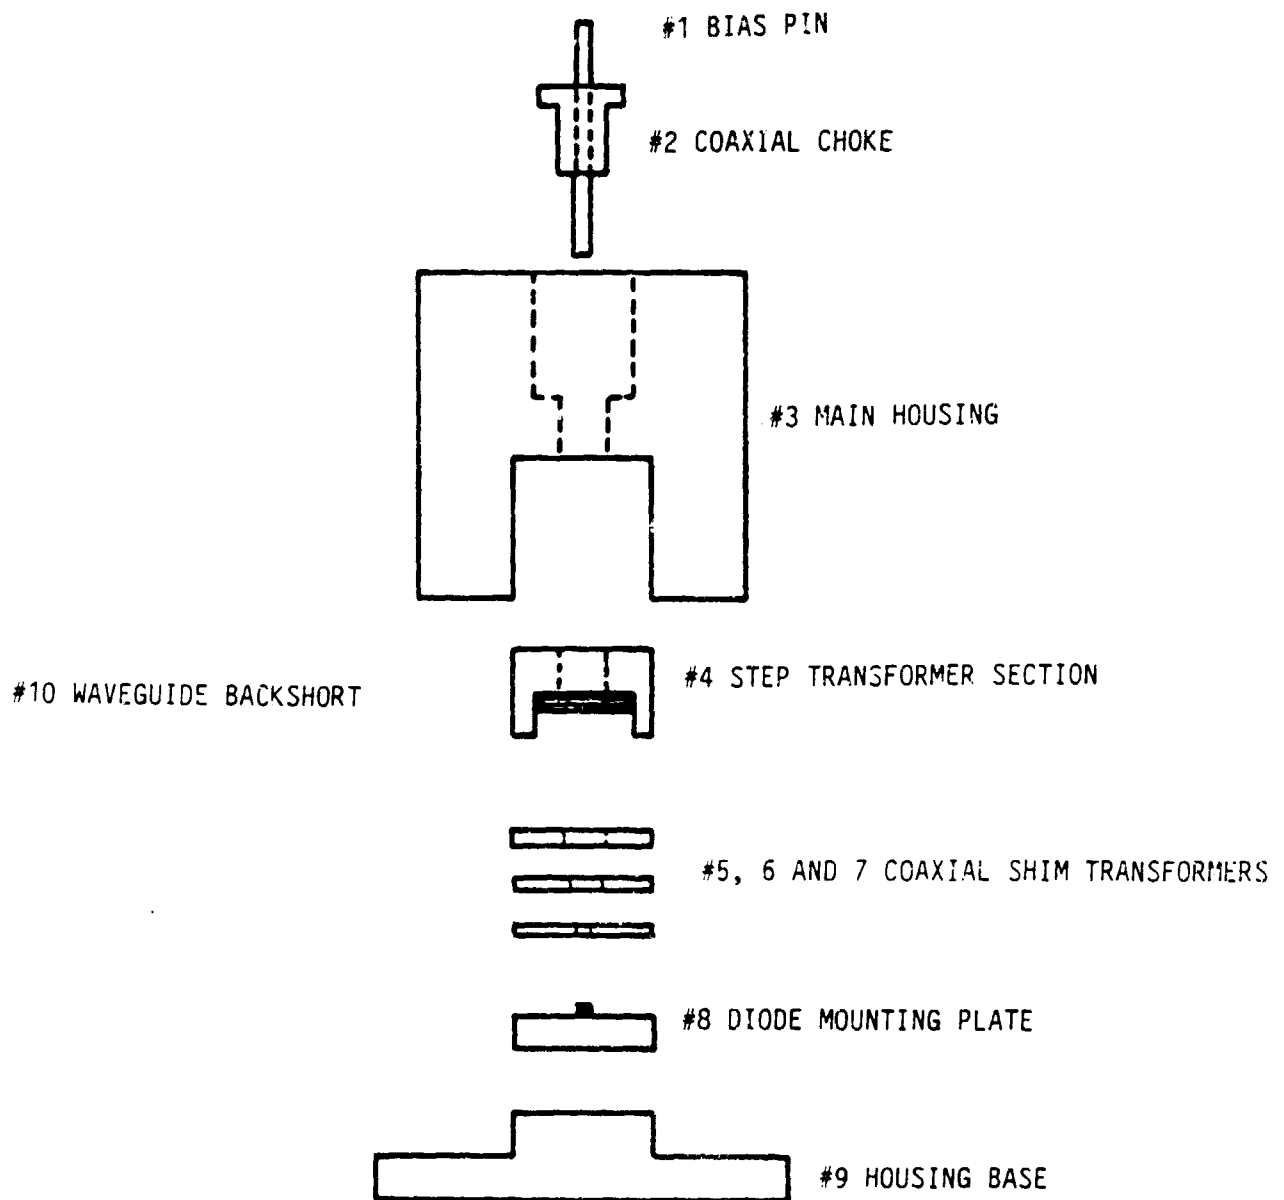 #1 BIAS PIN
#2 COAXIAL CHOKE
#3 MAIN HOUSING
#4 STEP TRANSFORMER SECTION
#10 WAVEGUIDE BACKSHORT
#5, 6 AND 7 COAXIAL SHIM TRANSFORMERS
#8 DIODE MOUNTING PLATE
#9 HOUSING BASE